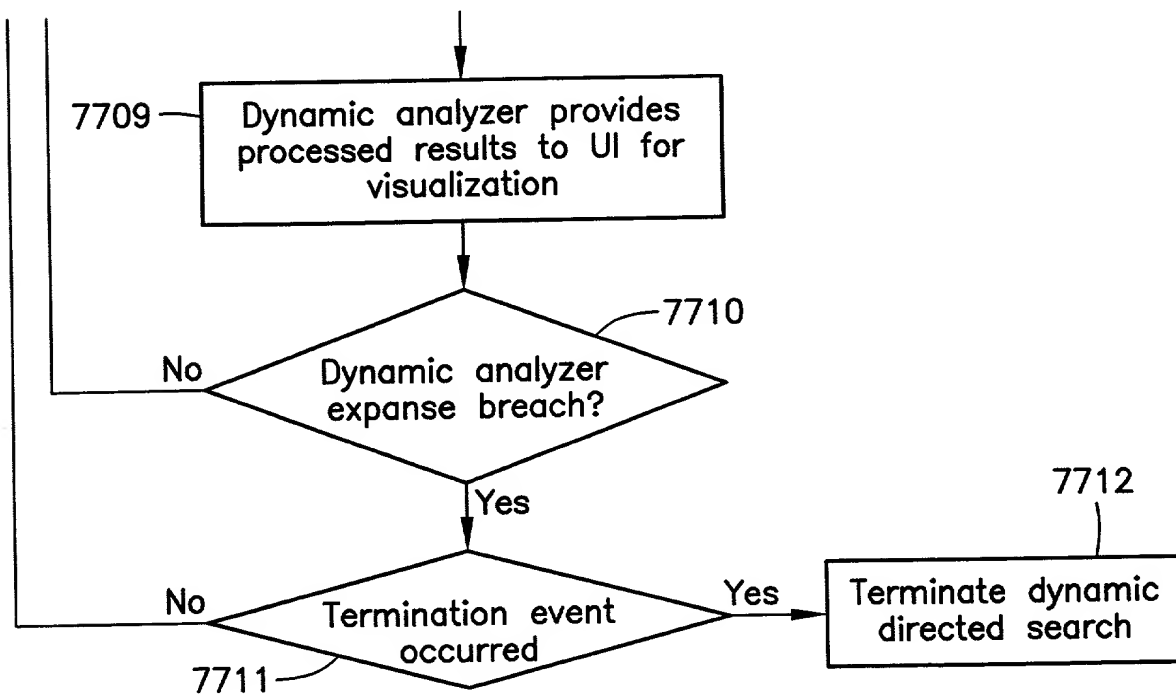 7709
Dynamic analyzer provides
processed results to UI for
visualization
7710
No
Dynamic analyzer
expanse breach?
Yes
7712
No
Termination event
occurred
Yes
Terminate dynamic
directed search
7711